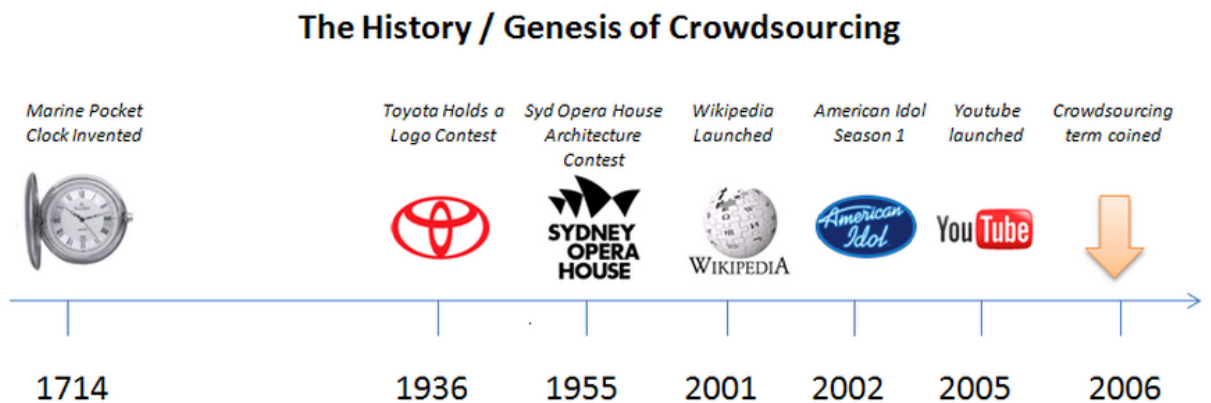 The History / Genesis of Crowdsourcing
Marine Pocket
Clock Invented
Toyota Holds a
Logo Contest
Syd Opera House
Architecture
Contest
Wikipedia
Launched
American Idol
Season 1
Youtube
launched
Crowdsourcing
term coined
SYDNEY
OPERA
HOUSE
WIKIPEDIA
American
Idol
YouTube
1714
1936
1955
2001
2002
2005
2006